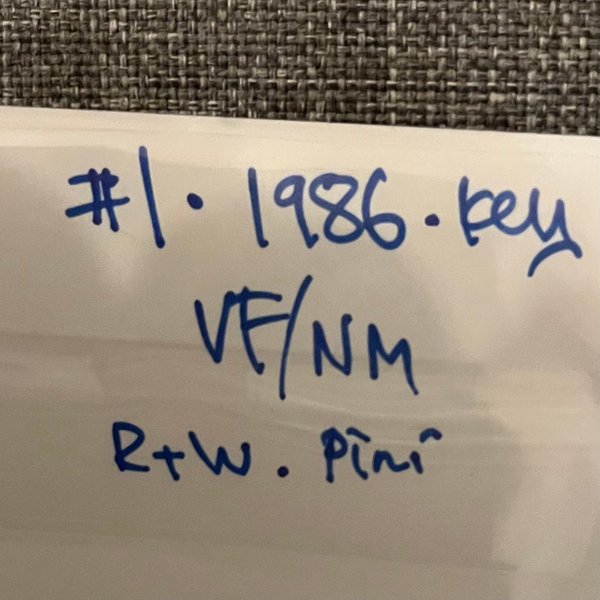 #1 · 1986 · key
VF/NM
R+W. Pini